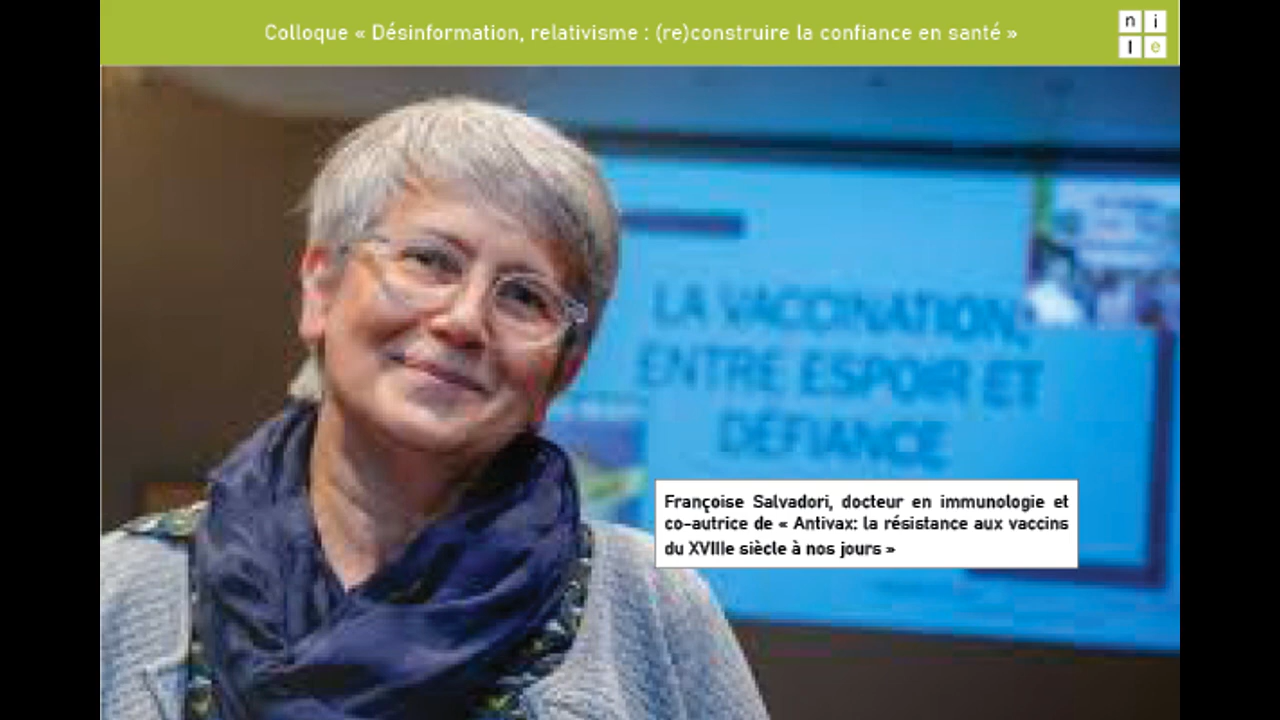 Colloque « Désinformation, relativisme : (re)construire la confiance en santé »
n i
l e
LA VACCINATION,
ENTRE ESPOIR ET
DÉFIANCE
Françoise Salvadori, docteur en immunologie et
co-autrice de « Antivax: la résistance aux vaccins
du XVIIIe siècle à nos jours »